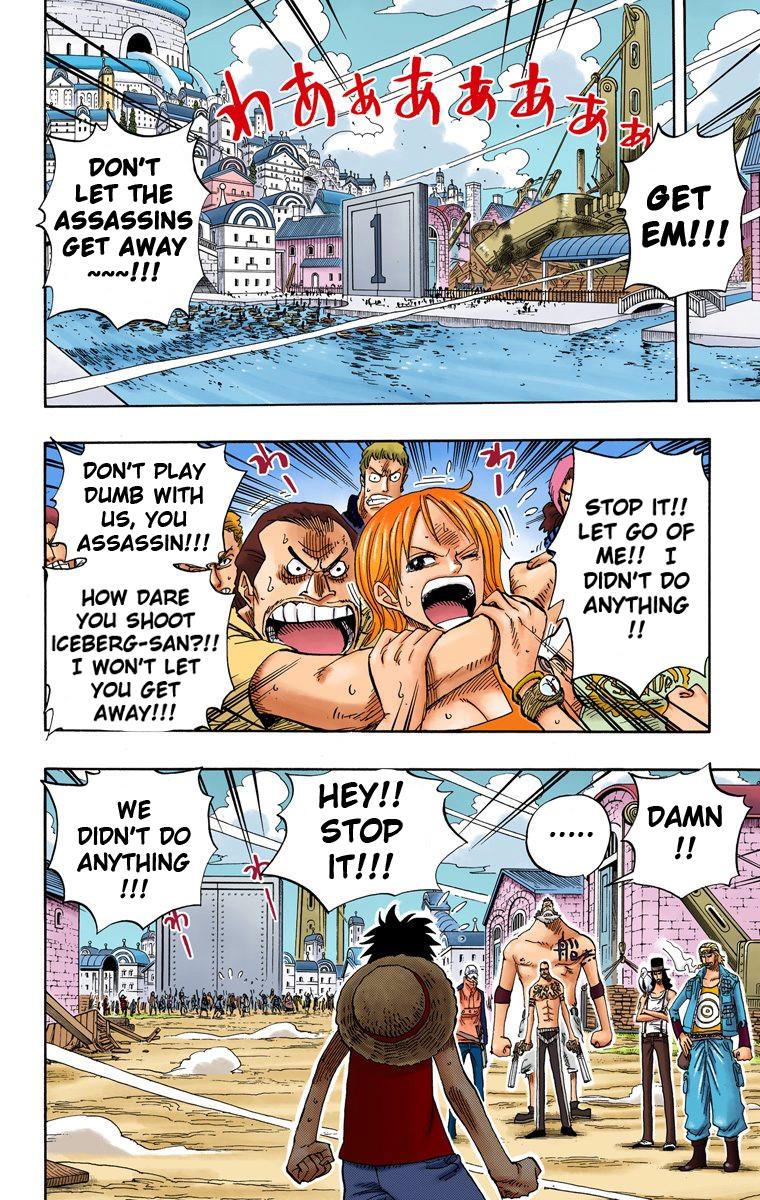 GET
EM!!!
わあああああああ
DON'T
LET THE
ASSASSINS
GET AWAY
~~~!!!
1
STOP IT!!
LET GO OF
ME!! I
DIDN'T DO
ANYTHING
!!
わー
わー
DON'T PLAY
DUMB WITH
US, YOU
ASSASSIN!!!
HOW DARE
YOU SHOOT
ICEBERG-SAN?!!
I WON'T LET
YOU GET
AWAY!!!
DAMN
!!
.....
HEY!!
STOP
IT!!!
WE
DIDN'T DO
ANYTHING
!!!
わー
わー